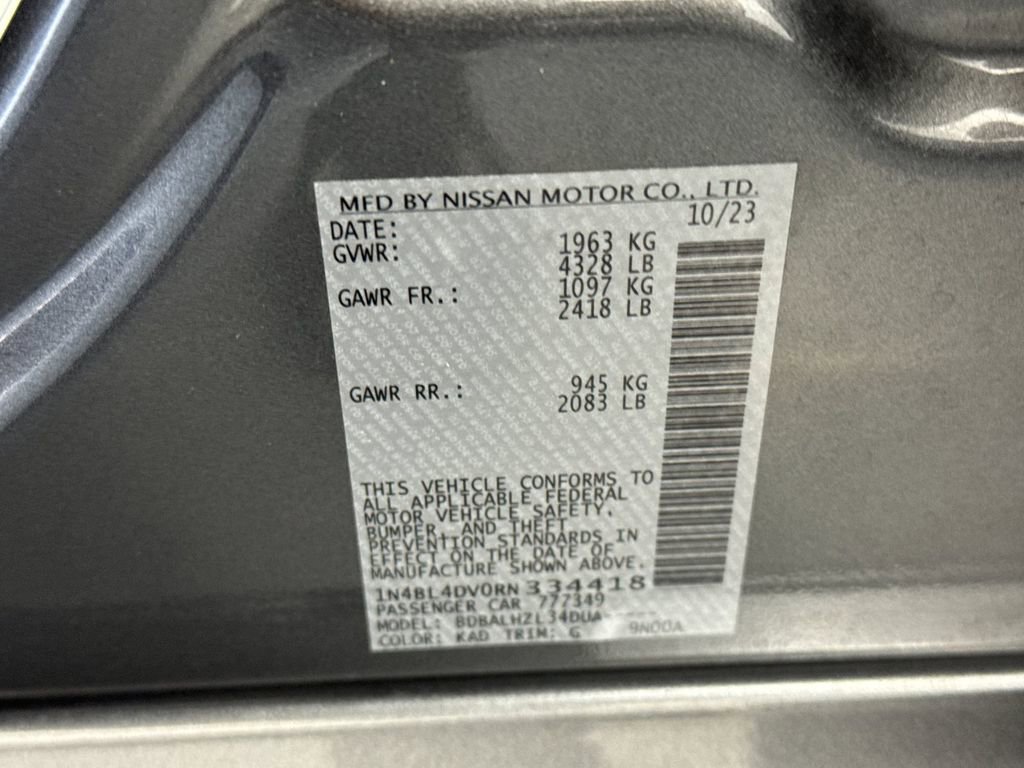 MFD BY NISSAN MOTOR CO., LTD.
DATE: 10/23
GVWR: 1963 KG
4328 LB
GAWR FR.: 1097 KG
2418 LB
GAWR RR.: 945 KG
2083 LB
THIS VEHICLE CONFORMS TO
ALL APPLICABLE FEDERAL
MOTOR VEHICLE SAFETY,
BUMPER, AND THEFT
PREVENTION STANDARDS IN
EFFECT ON THE DATE OF
MANUFACTURE SHOWN ABOVE.
1N4BL4DV0RN334418
PASSENGER CAR 777349
MODEL: BDBALHZL34DUA-
COLOR: KAD TRIM: G 9N00A